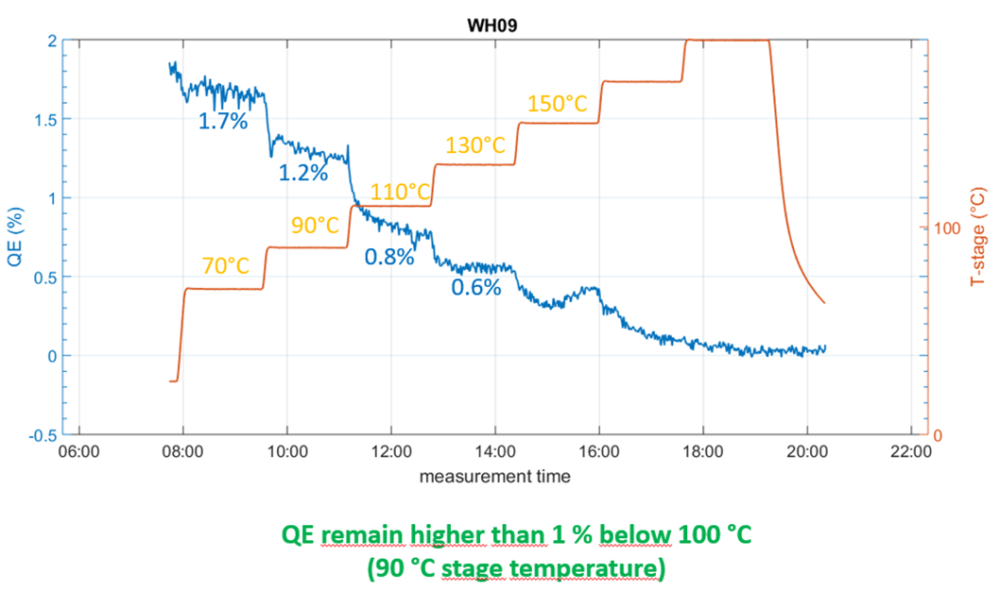 WH09
2
1.5
1
0.5
0
-0.5
QE (%)
1.7%
1.2%
0.8%
0.6%
70°C
90°C
110°C
130°C
150°C
100
0
T-stage (°C)
06:00 08:00 10:00 12:00 14:00 16:00 18:00 20:00 22:00
measurement time
QE remain higher than 1 % below 100 °C
(90 °C stage temperature)